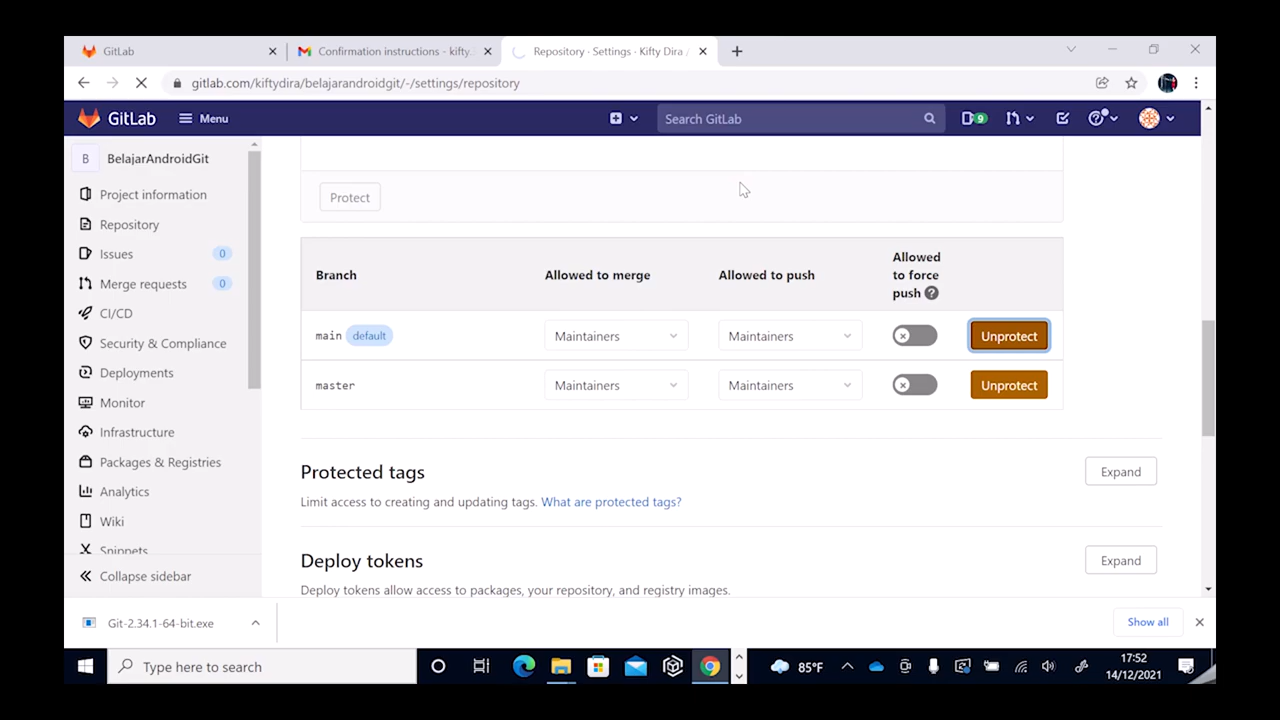 GitLab
Confirmation instructions - kifty.
Repository · Settings · Kifty Dira /
gitlab.com/kiftydira/belajarandroidgit/-/settings/repository
GitLab
Menu
Search GitLab
9
B
BelajarAndroidGit
Project information
Repository
Issues
0
Merge requests
0
CI/CD
Security & Compliance
Deployments
Monitor
Infrastructure
Packages & Registries
Analytics
Wiki
Snippets
Collapse sidebar
Protect
Branch
Allowed to merge
Allowed to push
Allowed
to force
push ?
main default
Maintainers
Maintainers
Unprotect
master
Maintainers
Maintainers
Unprotect
Protected tags
Expand
Limit access to creating and updating tags. What are protected tags?
Deploy tokens
Expand
Deploy tokens allow access to packages, your repository, and registry images.
Git-2.34.1-64-bit.exe
Show all
Type here to search
85°F
17:52
14/12/2021